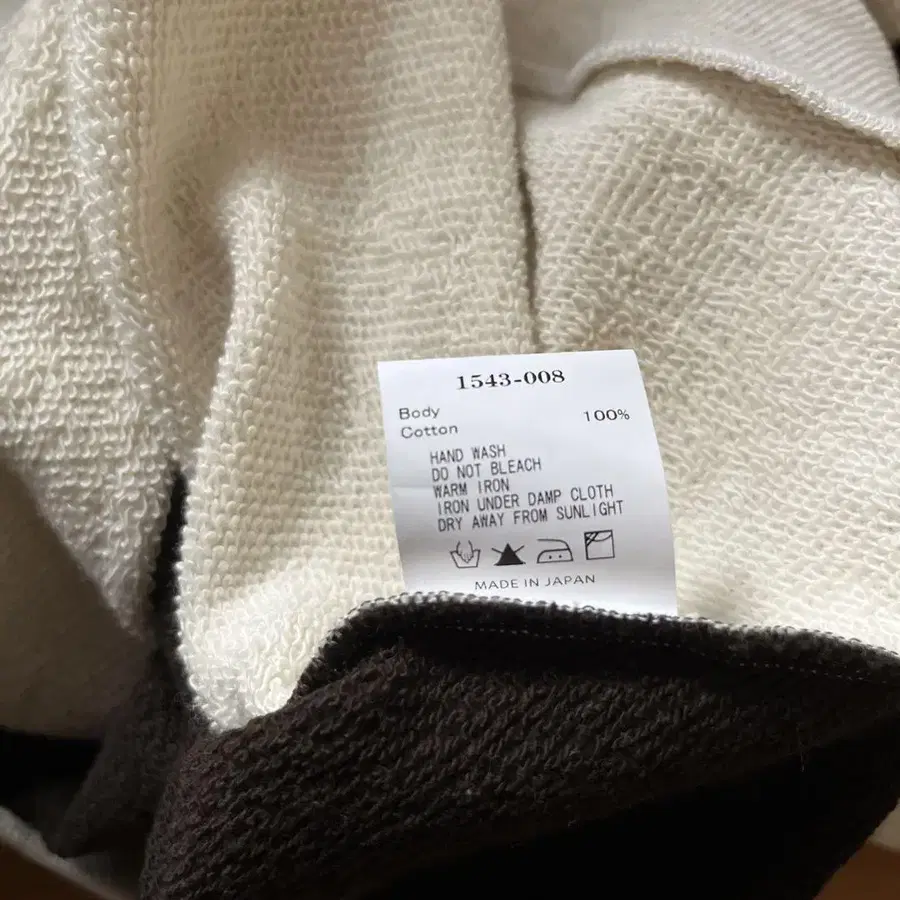 1543-008
Body
Cotton 100%
HAND WASH
DO NOT BLEACH
WARM IRON
IRON UNDER DAMP CLOTH
DRY AWAY FROM SUNLIGHT
MADE IN JAPAN